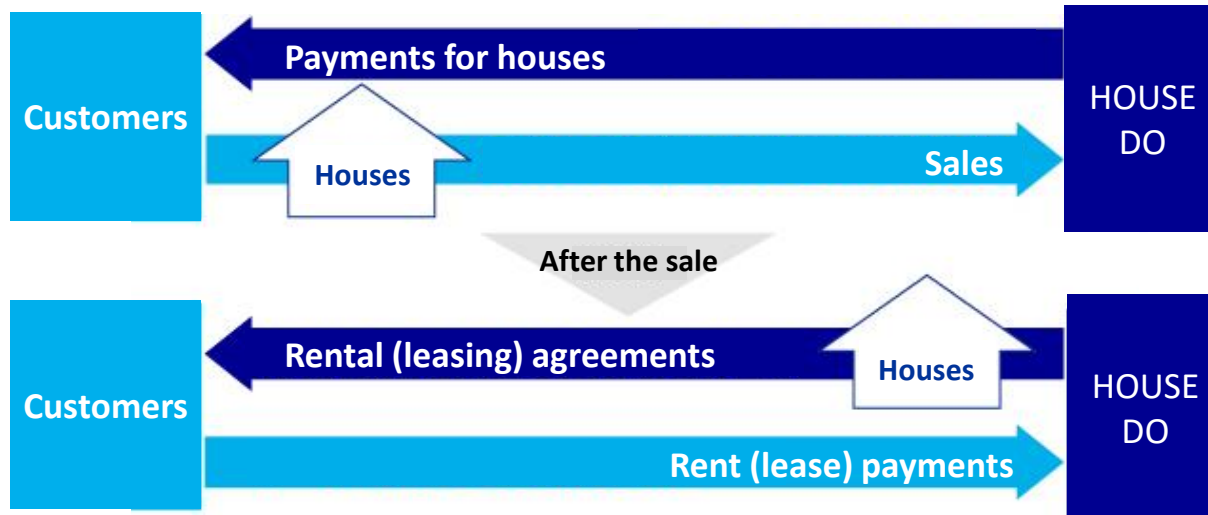 Payments for houses
Customers
HOUSE
DO
Houses
Sales
After the sale
Rental (leasing) agreements
Houses
Customers
HOUSE
DO
Rent (lease) payments